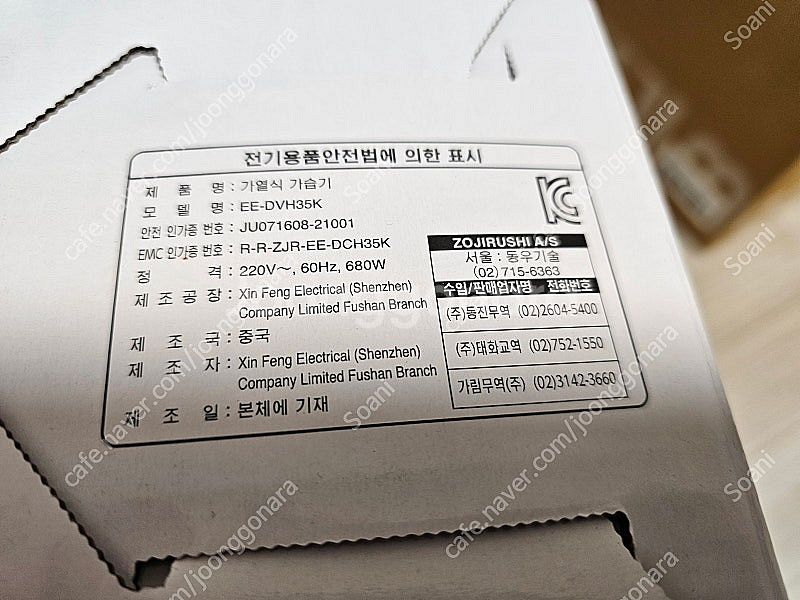 전기용품안전법에 의한 표시
제 품 명 : 가열식 가습기
모 델 명 : EE-DVH35K
안전 인가증 번호 : JU071608-21001
EMC 인가증 번호 : R-R-ZJR-EE-DCH35K
정 격 : 220V~, 60Hz, 680W
제 조 공 장 : Xin Feng Electrical (Shenzhen)
Company Limited Fushan Branch
제 조 국 : 중국
제 조 자 : Xin Feng Electrical (Shenzhen)
Company Limited Fushan Branch
제 조 일 : 본체에 기재
ZOJIRUSHI A/S
서울 : 동우기술
(02) 715-6363
수입/판매업자명 전화번호
(주)동진무역 (02)2604-5400
(주)태화교역 (02)752-1550
가림무역(주) (02)3142-3660
Soani
cafe.naver.com/joonggonara